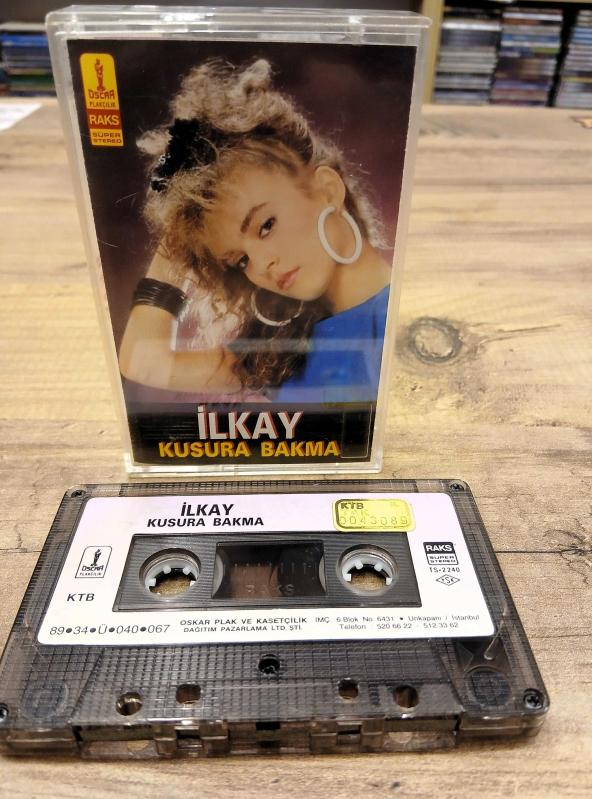 OSCAR
PLAKÇILIK
RAKS
SÜPER
STEREO
İLKAY
KUSURA BAKMA
İLKAY
KUSURA BAKMA
KTB
0043089
OSCAR
PLAKÇILIK
KTB
RAKS
RAKS
SÜPER
STEREO
TS-2240
TSE
89•34•Ü•040•067
OSKAR PLAK VE KASETÇİLİK
DAĞITIM PAZARLAMA LTD. ŞTİ.
İMÇ. 6.Blok No. 6431 • Unkapanı / İstanbul
Telefon : 520 66 22 - 512 33 62